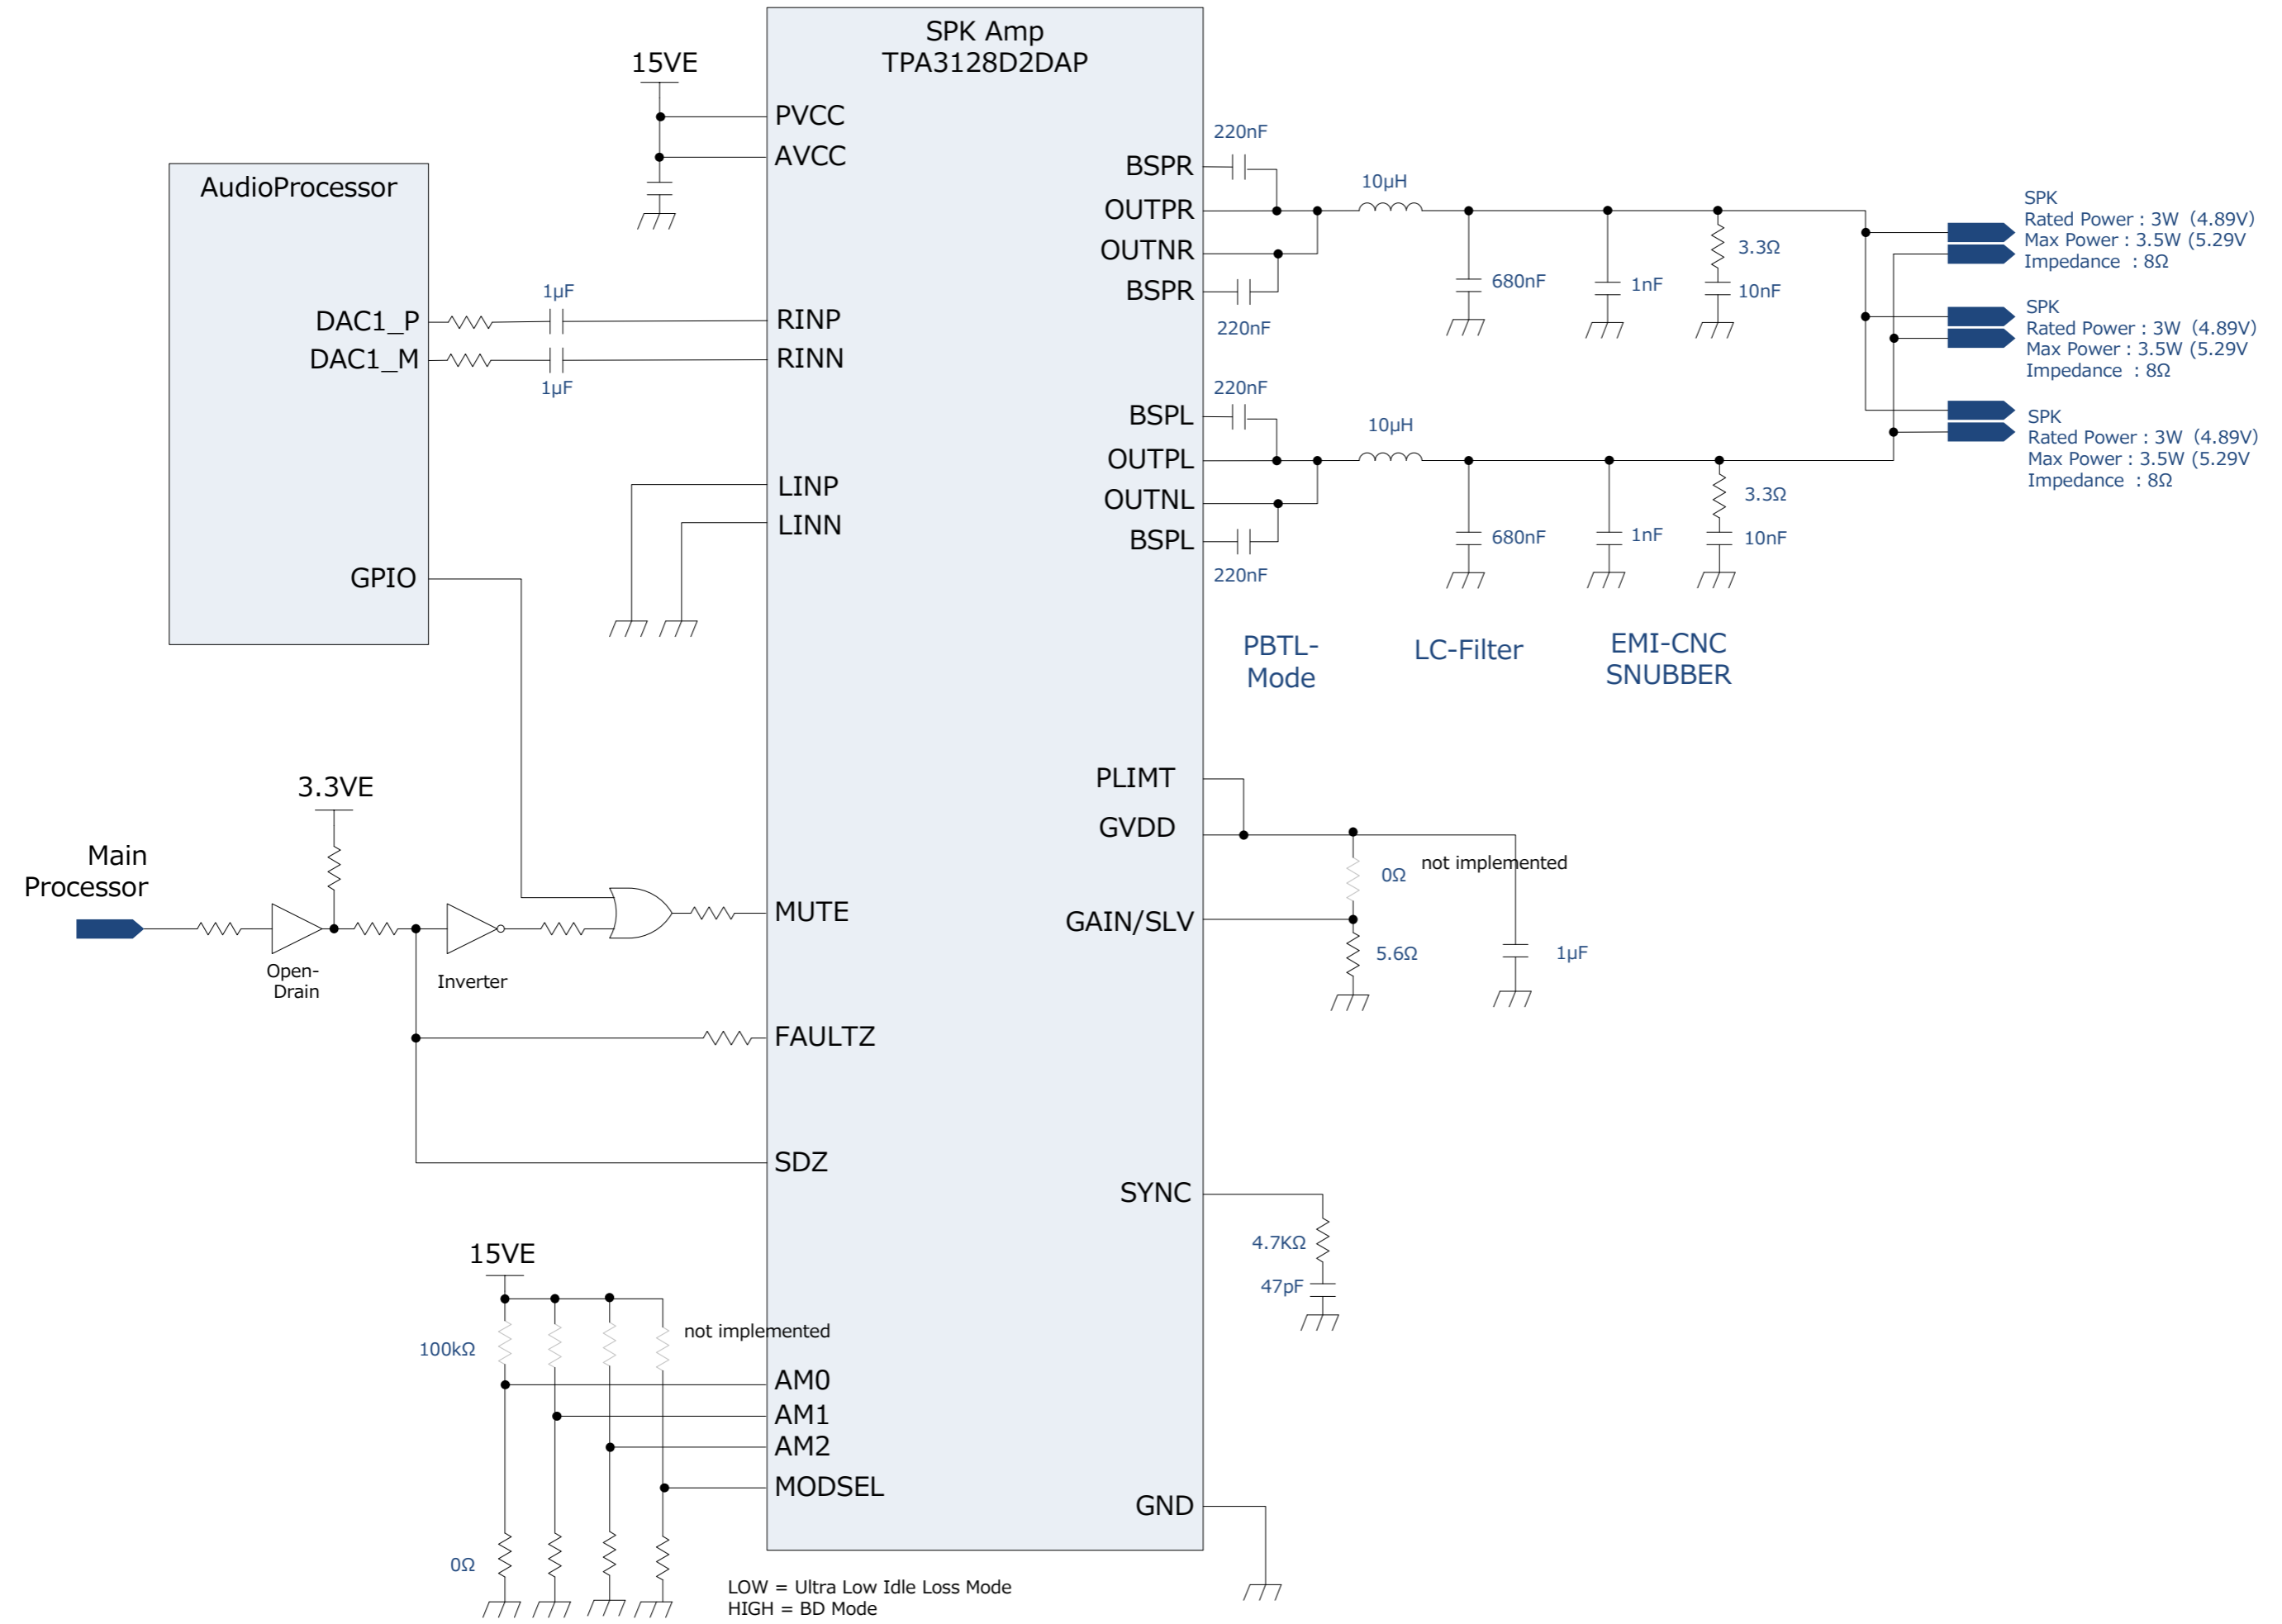 SPK Amp
TPA3128D2DAP
15VE
PVCC
AVCC
AudioProcessor
DAC1_P
DAC1_M
GPIO
1µF
1µF
RINP
RINN
LINP
LINN
220nF
BSPR
OUTPR
OUTNR
BSPR
220nF
10µH
680nF
1nF
3.3Ω
10nF
220nF
BSPL
OUTPL
OUTNL
BSPL
220nF
10µH
680nF
1nF
3.3Ω
10nF
SPK
Rated Power : 3W（4.89V)
Max Power : 3.5W (5.29V
Impedance : 8Ω
SPK
Rated Power : 3W（4.89V)
Max Power : 3.5W (5.29V
Impedance : 8Ω
SPK
Rated Power : 3W（4.89V)
Max Power : 3.5W (5.29V
Impedance : 8Ω
PBTL-
Mode
LC-Filter
EMI-CNC
SNUBBER
3.3VE
Main
Processor
Open-
Drain
Inverter
MUTE
FAULTZ
SDZ
PLIMT
GVDD
GAIN/SLV
0Ω
not implemented
5.6Ω
1µF
SYNC
4.7KΩ
47pF
15VE
100kΩ
not implemented
AM0
AM1
AM2
MODSEL
0Ω
GND
LOW = Ultra Low Idle Loss Mode
HIGH = BD Mode